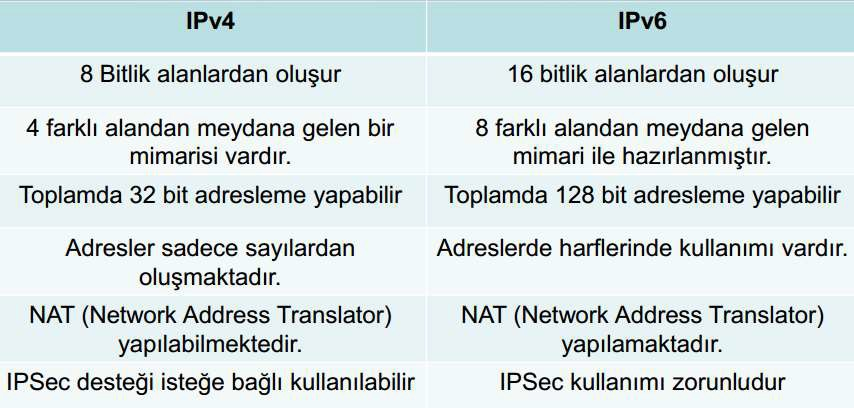 IPv4
IPv6
8 Bitlik alanlardan oluşur
16 bitlik alanlardan oluşur
4 farklı alandan meydana gelen bir
mimarisi vardır.
8 farklı alandan meydana gelen
mimari ile hazırlanmıştır.
Toplamda 32 bit adresleme yapabilir
Toplamda 128 bit adresleme yapabilir
Adresler sadece sayılardan
oluşmaktadır.
Adreslerde harflerinde kullanımı vardır.
NAT (Network Address Translator)
yapılabilmektedir.
NAT (Network Address Translator)
yapılamaktadır.
IPSec desteği isteğe bağlı kullanılabilir
IPSec kullanımı zorunludur